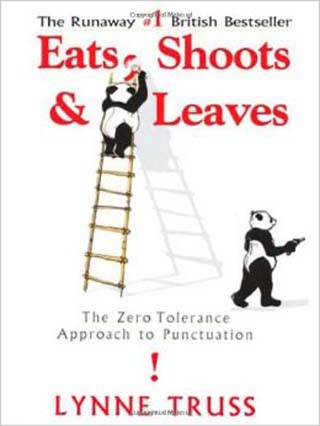 The Runaway #1 British Bestseller
Eats, Shoots
& Leaves
The Zero Tolerance
Approach to Punctuation
!
LYNNE TRUSS